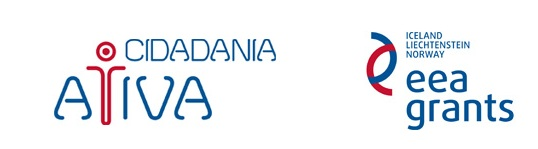 CIDADANIA
ATIVA
ICELAND
LIECHTENSTEIN
NORWAY
eea
grants